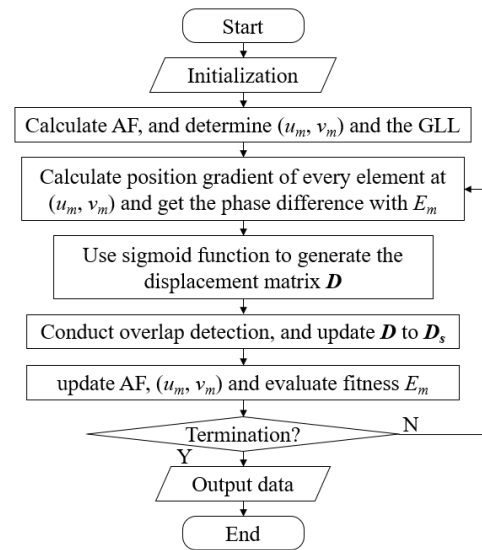 Start
Initialization
Calculate AF, and determine (uₘ, vₘ) and the GLL
Calculate position gradient of every element at
(uₘ, vₘ) and get the phase difference with Eₘ
Use sigmoid function to generate the
displacement matrix D
Conduct overlap detection, and update D to Dₛ
update AF, (uₘ, vₘ) and evaluate fitness Eₘ
Termination?
N
Y
Output data
End